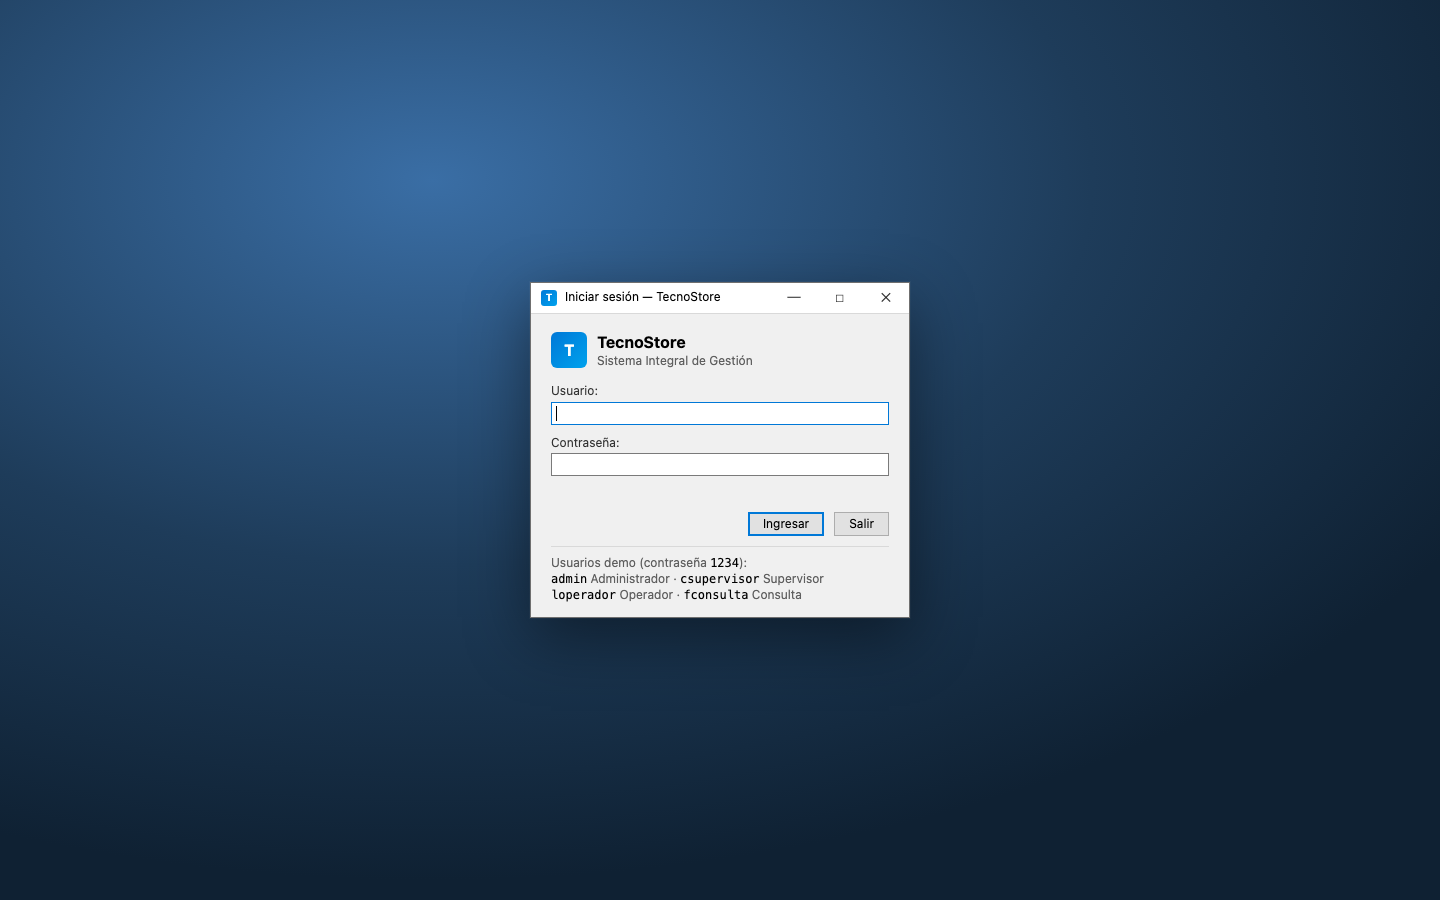 T Iniciar sesión — TecnoStore
T TecnoStore
Sistema Integral de Gestión
Usuario:
Contraseña:
Ingresar Salir
Usuarios demo (contraseña 1234):
admin Administrador · csupervisor Supervisor
loperador Operador · fconsulta Consulta